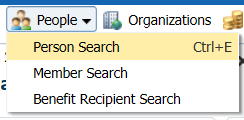 People Organizations
Person Search Ctrl+E
Member Search
Benefit Recipient Search